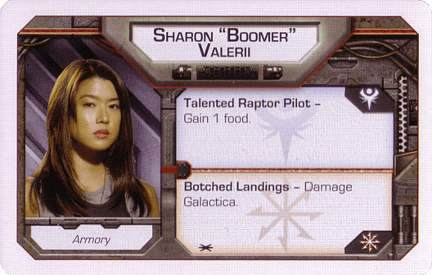 SHARON "BOOMER"
VALERII
Talented Raptor Pilot –
Gain 1 food.
Botched Landings – Damage
Galactica.
Armory